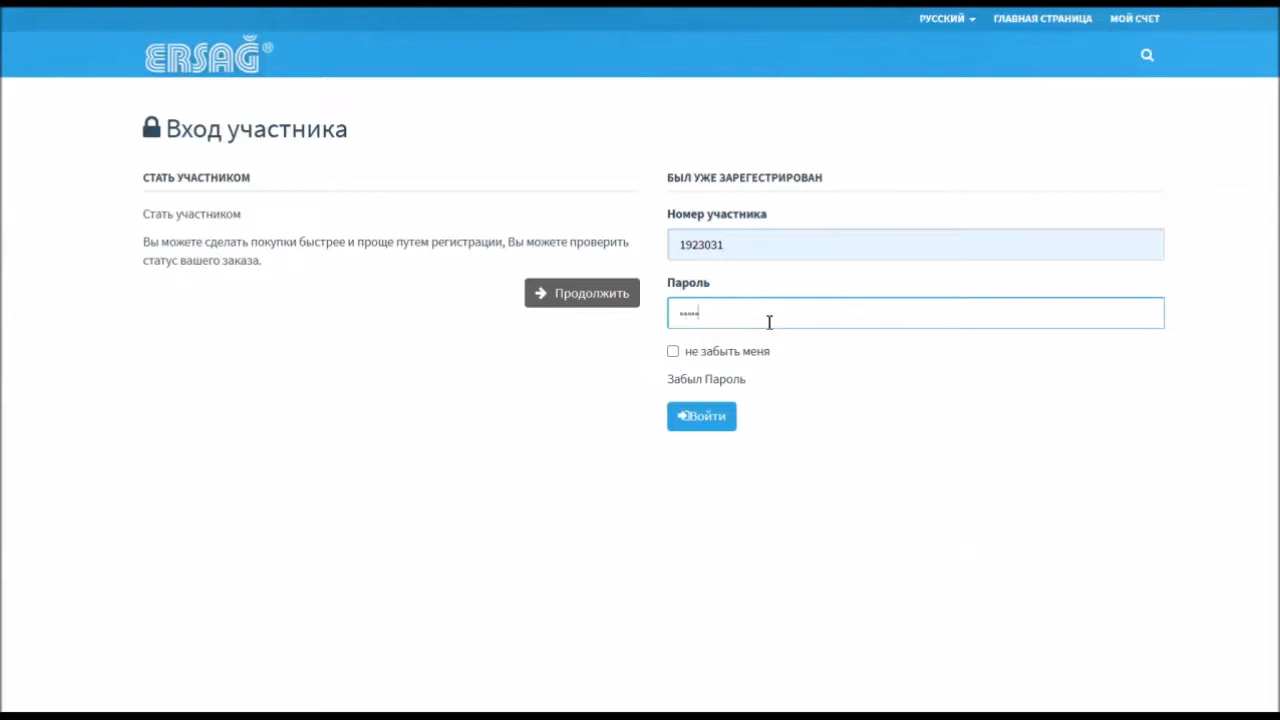 РУССКИЙ ГЛАВНАЯ СТРАНИЦА МОЙ СЧЕТ
ERSAĞ®
Вход участника
СТАТЬ УЧАСТНИКОМ
Стать участником
Вы можете сделать покупки быстрее и проще путем регистрации, Вы можете проверить
статус вашего заказа.
Продолжить
БЫЛ УЖЕ ЗАРЕГЕСТРИРОВАН
Номер участника
1923031
Пароль
•••••
не забыть меня
Забыл Пароль
Войти